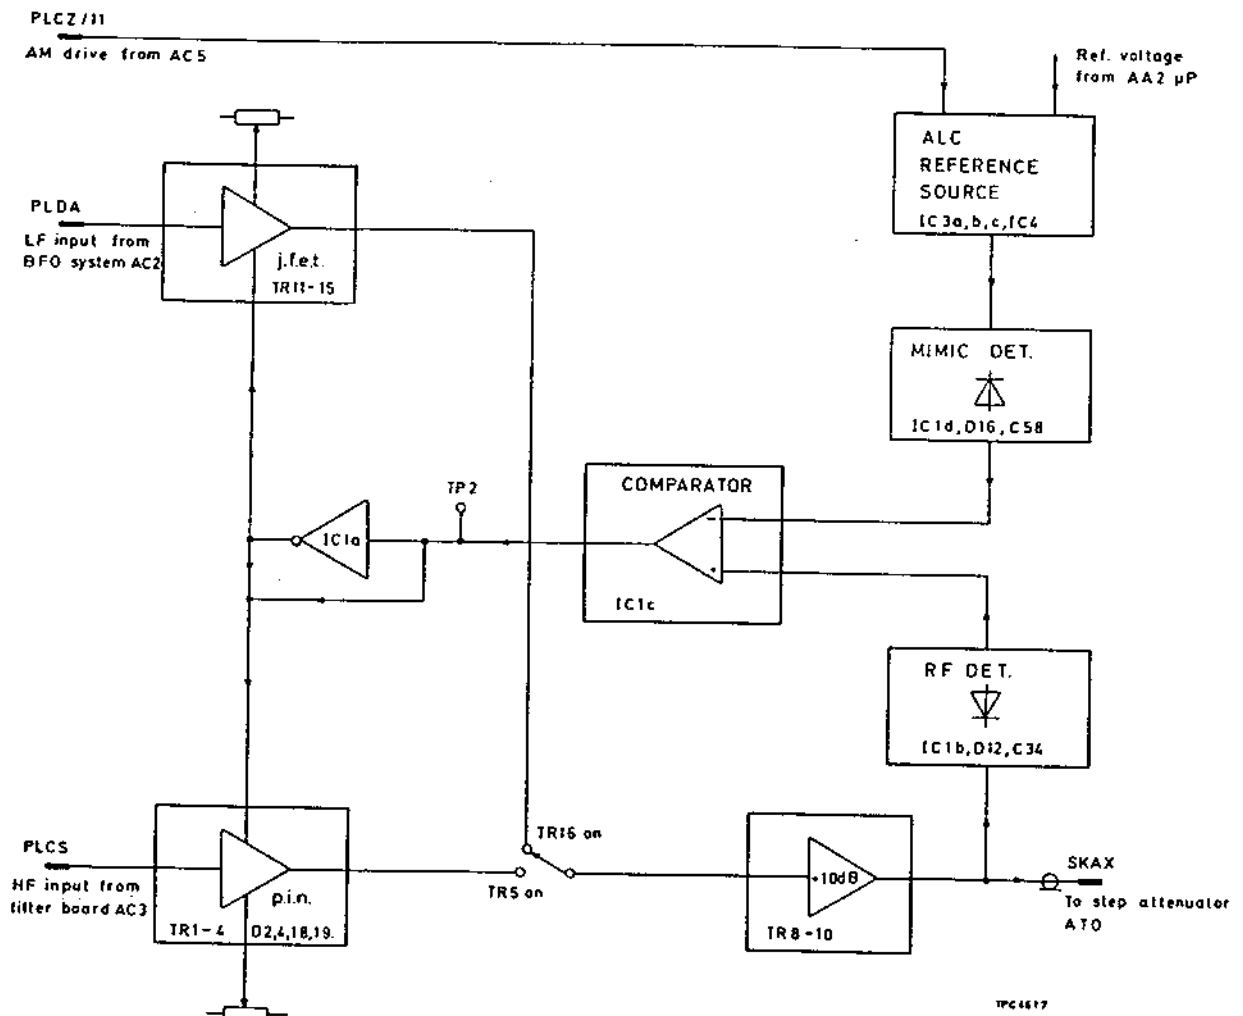 PLCZ/11
AM drive from AC5
Ref. voltage
from AA2 µP
ALC
REFERENCE
SOURCE
IC3a,b,c,IC4
PLDA
LF input from
BFO system AC2
j.f.e.t.
TR11-15
MIMIC DET.
IC1d,D16,C58
COMPARATOR
TP2
IC1a
-
+
IC1c
RF DET.
IC1b,D12,C34
PLCS
HF input from
filter board AC3
p.i.n.
TR1-4 D2,4,18,19.
TR16 on
TR5 on
+10dB
TR8-10
SKAX
To step attenuator
AT0
TPC4617